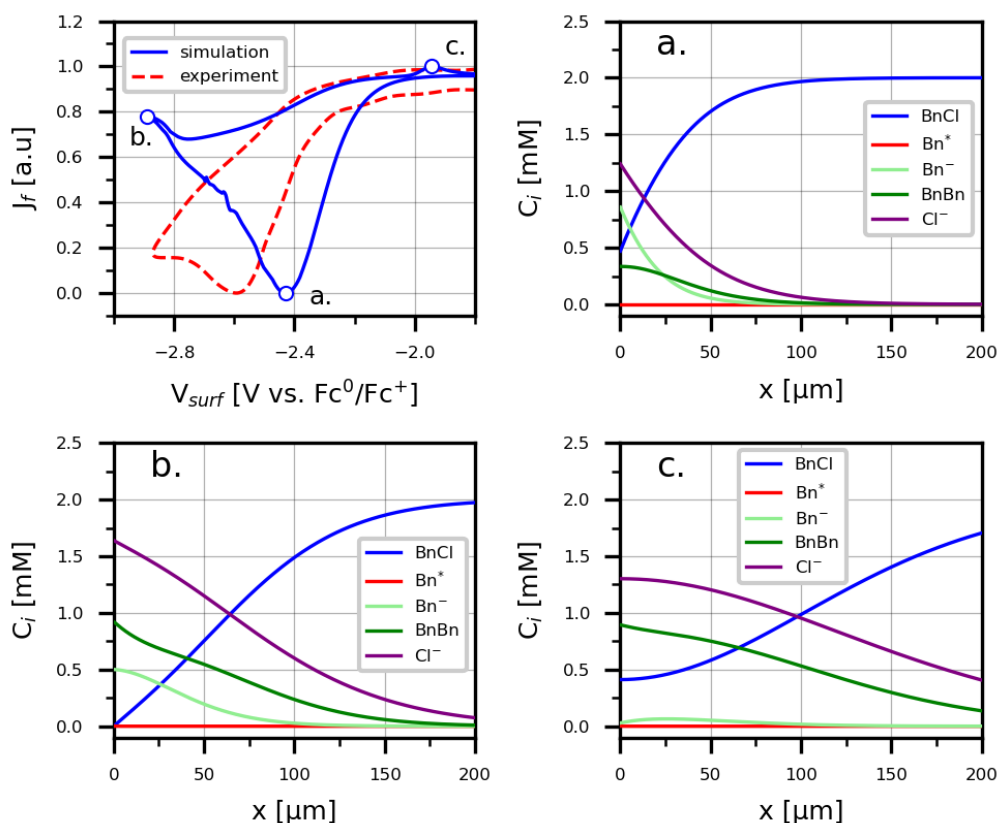 1.2
1.0
0.8
0.6
0.4
0.2
0.0
J_f [a.u]
simulation
experiment
a.
b.
c.
−2.8 −2.4 −2.0
V_surf [V vs. Fc⁰/Fc⁺]
a.
2.5
2.0
1.5
1.0
0.5
0.0
C_i [mM]
BnCl
Bn*
Bn⁻
BnBn
Cl⁻
0 50 100 150 200
x [μm]
b.
2.5
2.0
1.5
1.0
0.5
0.0
C_i [mM]
BnCl
Bn*
Bn⁻
BnBn
Cl⁻
0 50 100 150 200
x [μm]
c.
2.5
2.0
1.5
1.0
0.5
0.0
C_i [mM]
BnCl
Bn*
Bn⁻
BnBn
Cl⁻
0 50 100 150 200
x [μm]